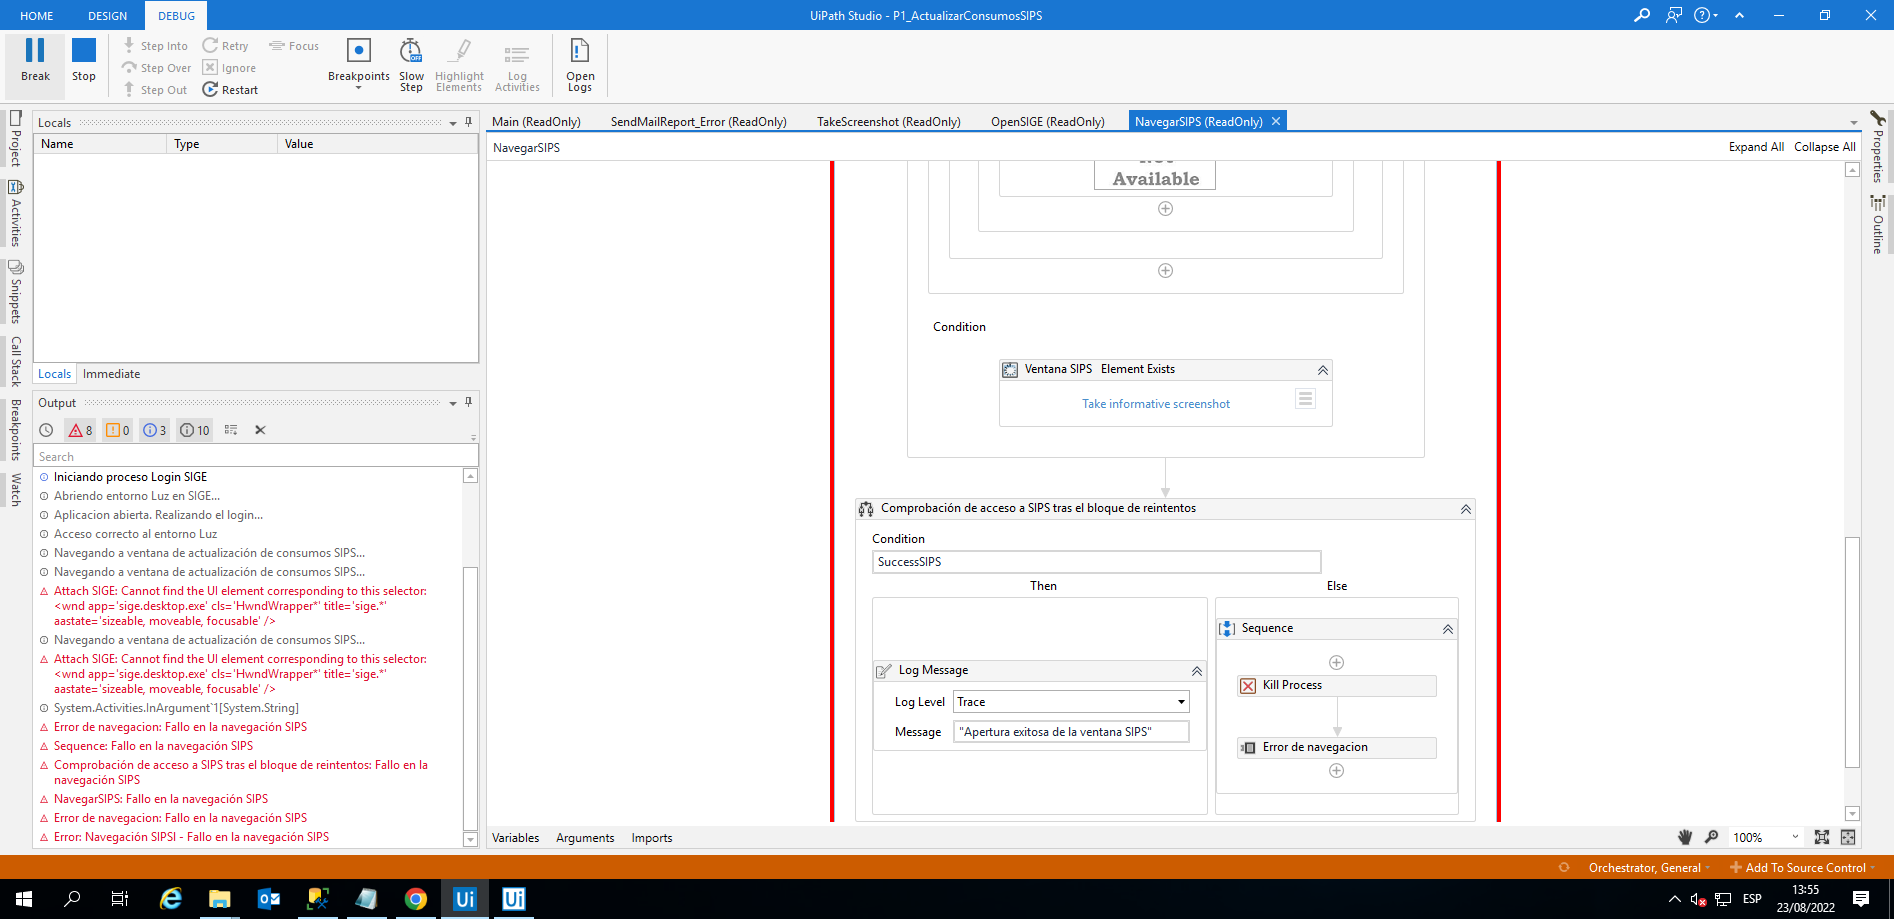 HOME DESIGN DEBUG
UiPath Studio - P1_ActualizarConsumosSIPS
Break
Stop
Step Into
Step Over
Step Out
Retry
Ignore
Restart
Focus
Breakpoints
Slow Step
Highlight Elements
Log Activities
Open Logs
Project
Activities
Snippets
Call Stack
Breakpoints
Watch
Locals
Name Type Value
Locals Immediate
Output
8 0 3 10
Search
Iniciando proceso Login SIGE
Abriendo entorno Luz en SIGE...
Aplicacion abierta. Realizando el login...
Acceso correcto al entorno Luz
Navegando a ventana de actualización de consumos SIPS...
Navegando a ventana de actualización de consumos SIPS...
Attach SIGE: Cannot find the UI element corresponding to this selector:
<wnd app='sige.desktop.exe' cls='HwndWrapper*' title='sige.*'
aastate='sizeable, moveable, focusable' />
Navegando a ventana de actualización de consumos SIPS...
Attach SIGE: Cannot find the UI element corresponding to this selector:
<wnd app='sige.desktop.exe' cls='HwndWrapper*' title='sige.*'
aastate='sizeable, moveable, focusable' />
System.Activities.InArgument`1[System.String]
Error de navegacion: Fallo en la navegación SIPS
Sequence: Fallo en la navegación SIPS
Comprobación de acceso a SIPS tras el bloque de reintentos: Fallo en la
navegación SIPS
NavegarSIPS: Fallo en la navegación SIPS
Error de navegacion: Fallo en la navegación SIPS
Error: Navegación SIPSI - Fallo en la navegación SIPS
Main (ReadOnly) SendMailReport_Error (ReadOnly) TakeScreenshot (ReadOnly) OpenSIGE (ReadOnly) NavegarSIPS (ReadOnly)
NavegarSIPS
Expand All Collapse All
Available
Condition
Ventana SIPS Element Exists
Take informative screenshot
Comprobación de acceso a SIPS tras el bloque de reintentos
Condition
SuccessSIPS
Then
Else
Log Message
Log Level Trace
Message "Apertura exitosa de la ventana SIPS"
Sequence
Kill Process
Error de navegacion
Variables Arguments Imports
100%
Properties
Outline
Orchestrator, General
Add To Source Control
OFF
Ui
Ui
ESP
13:55
23/08/2022